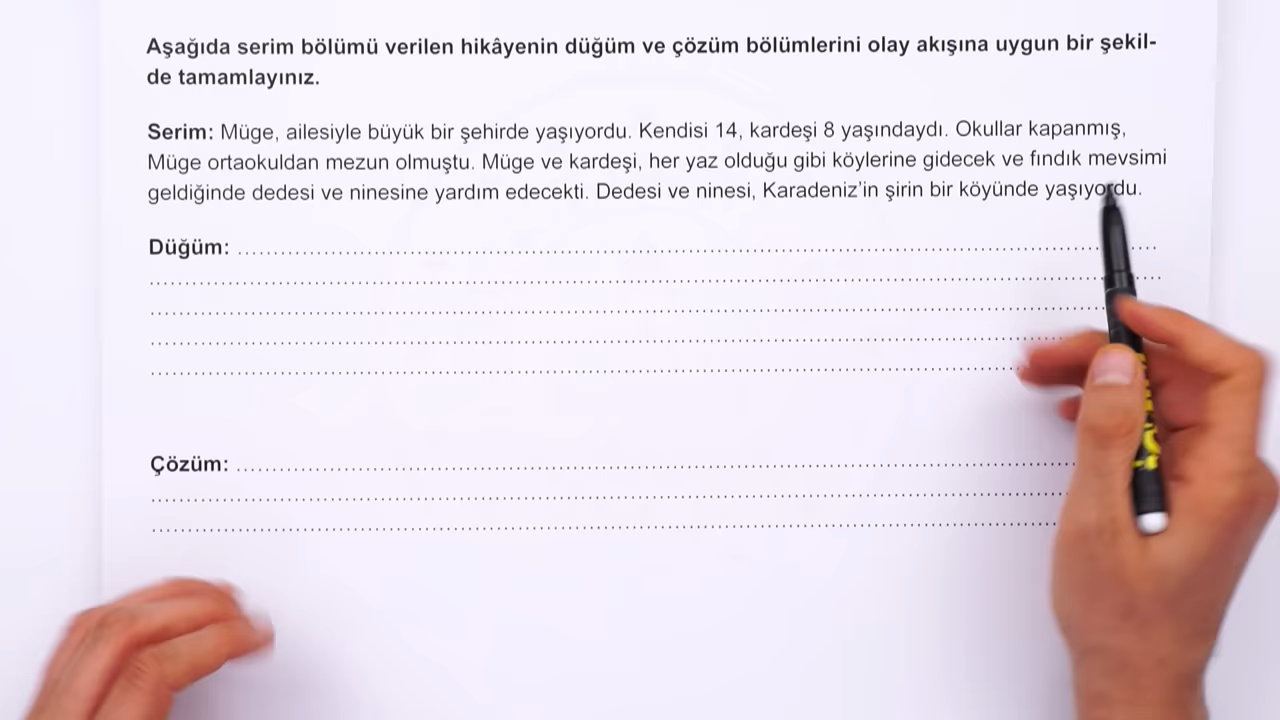 Aşağıda serim bölümü verilen hikâyenin düğüm ve çözüm bölümlerini olay akışına uygun bir şekil-
de tamamlayınız.
Serim: Müge, ailesiyle büyük bir şehirde yaşıyordu. Kendisi 14, kardeşi 8 yaşındaydı. Okullar kapanmış,
Müge ortaokuldan mezun olmuştu. Müge ve kardeşi, her yaz olduğu gibi köylerine gidecek ve fındık mevsimi
geldiğinde dedesi ve ninesine yardım edecekti. Dedesi ve ninesi, Karadeniz’in şirin bir köyünde yaşıyordu.
Düğüm: ..........................................................................................
..........................................................................................
..........................................................................................
..........................................................................................
..........................................................................................
Çözüm: ..........................................................................................
..........................................................................................
..........................................................................................